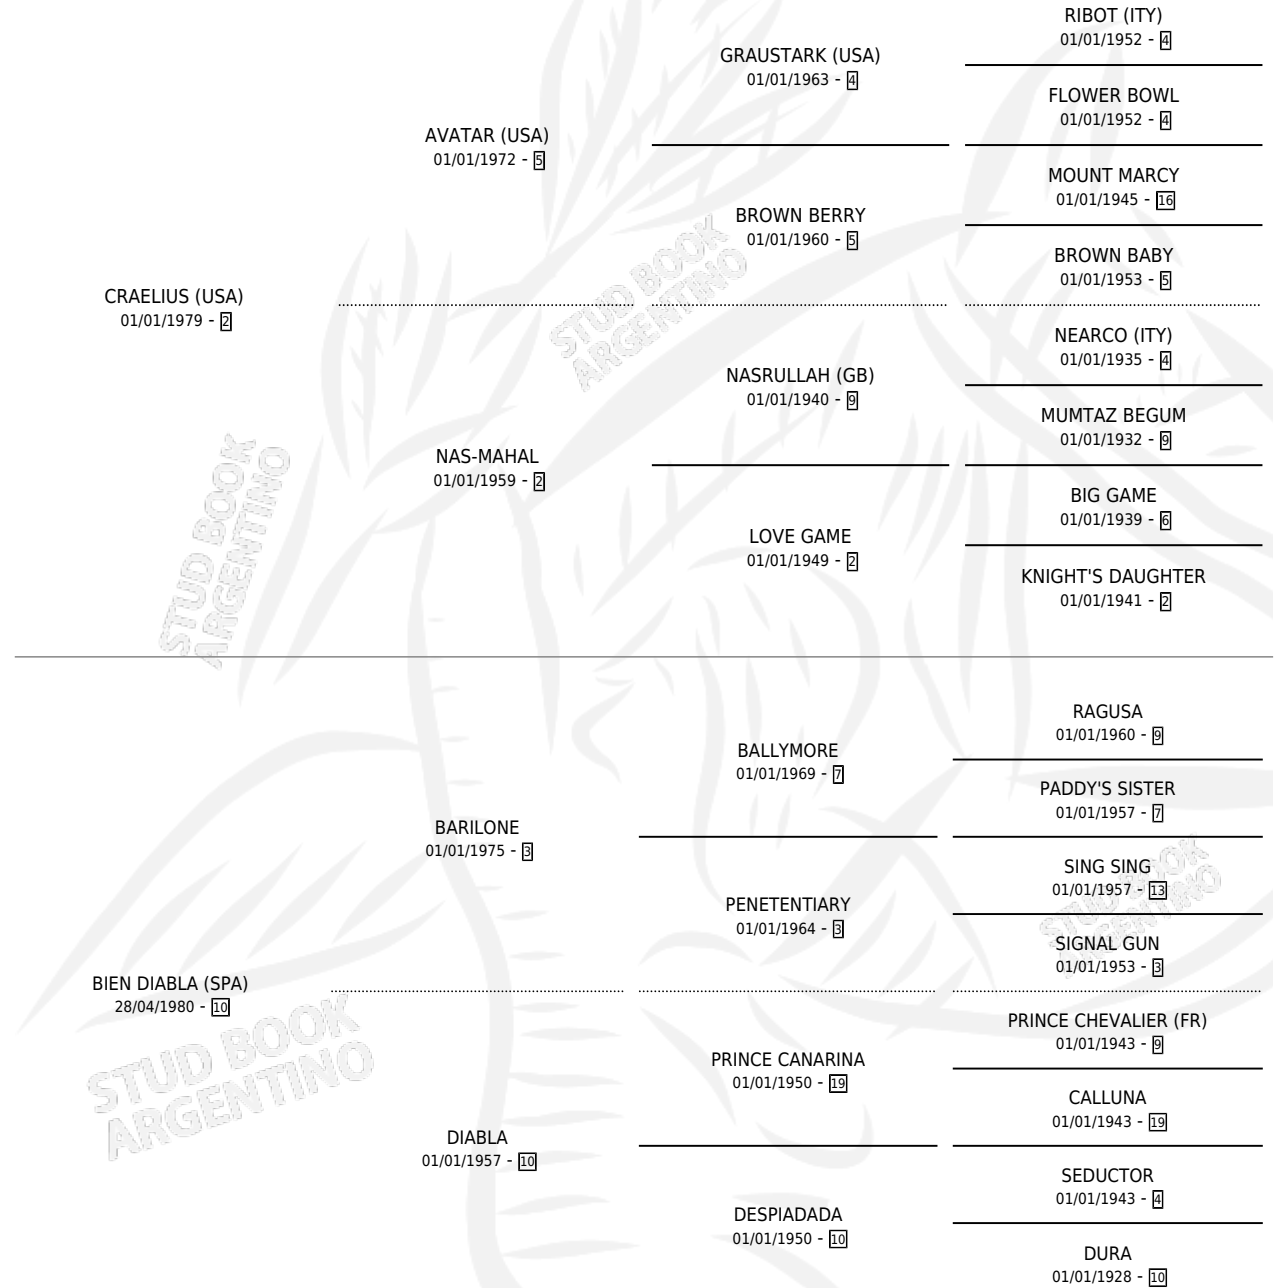 RIBOT (ITY)
01/01/1952 - 4
GRAUSTARK (USA)
01/01/1963 - 4
FLOWER BOWL
01/01/1952 - 4
AVATAR (USA)
01/01/1972 - 5
MOUNT MARCY
01/01/1945 - 16
BROWN BERRY
01/01/1960 - 5
BROWN BABY
01/01/1953 - 5
CRAELIUS (USA)
01/01/1979 - 2
NEARCO (ITY)
01/01/1935 - 4
NASRULLAH (GB)
01/01/1940 - 9
MUMTAZ BEGUM
01/01/1932 - 9
NAS-MAHAL
01/01/1959 - 2
BIG GAME
01/01/1939 - 6
LOVE GAME
01/01/1949 - 2
KNIGHT'S DAUGHTER
01/01/1941 - 2
RAGUSA
01/01/1960 - 9
BALLYMORE
01/01/1969 - 7
PADDY'S SISTER
01/01/1957 - 7
BARILONE
01/01/1975 - 3
SING SING
01/01/1957 - 13
PENETENTIARY
01/01/1964 - 3
SIGNAL GUN
01/01/1953 - 3
BIEN DIABLA (SPA)
28/04/1980 - 10
PRINCE CHEVALIER (FR)
01/01/1943 - 9
PRINCE CANARINA
01/01/1950 - 19
CALLUNA
01/01/1943 - 19
DIABLA
01/01/1957 - 10
SEDUCTOR
01/01/1943 - 4
DESPIADADA
01/01/1950 - 10
DURA
01/01/1928 - 10
STUD BOOK
ARGENTINO
STUD BOOK
ARGENTINO
STUD BOOK
ARGENTINO
STUD BOOK
ARGENTINO